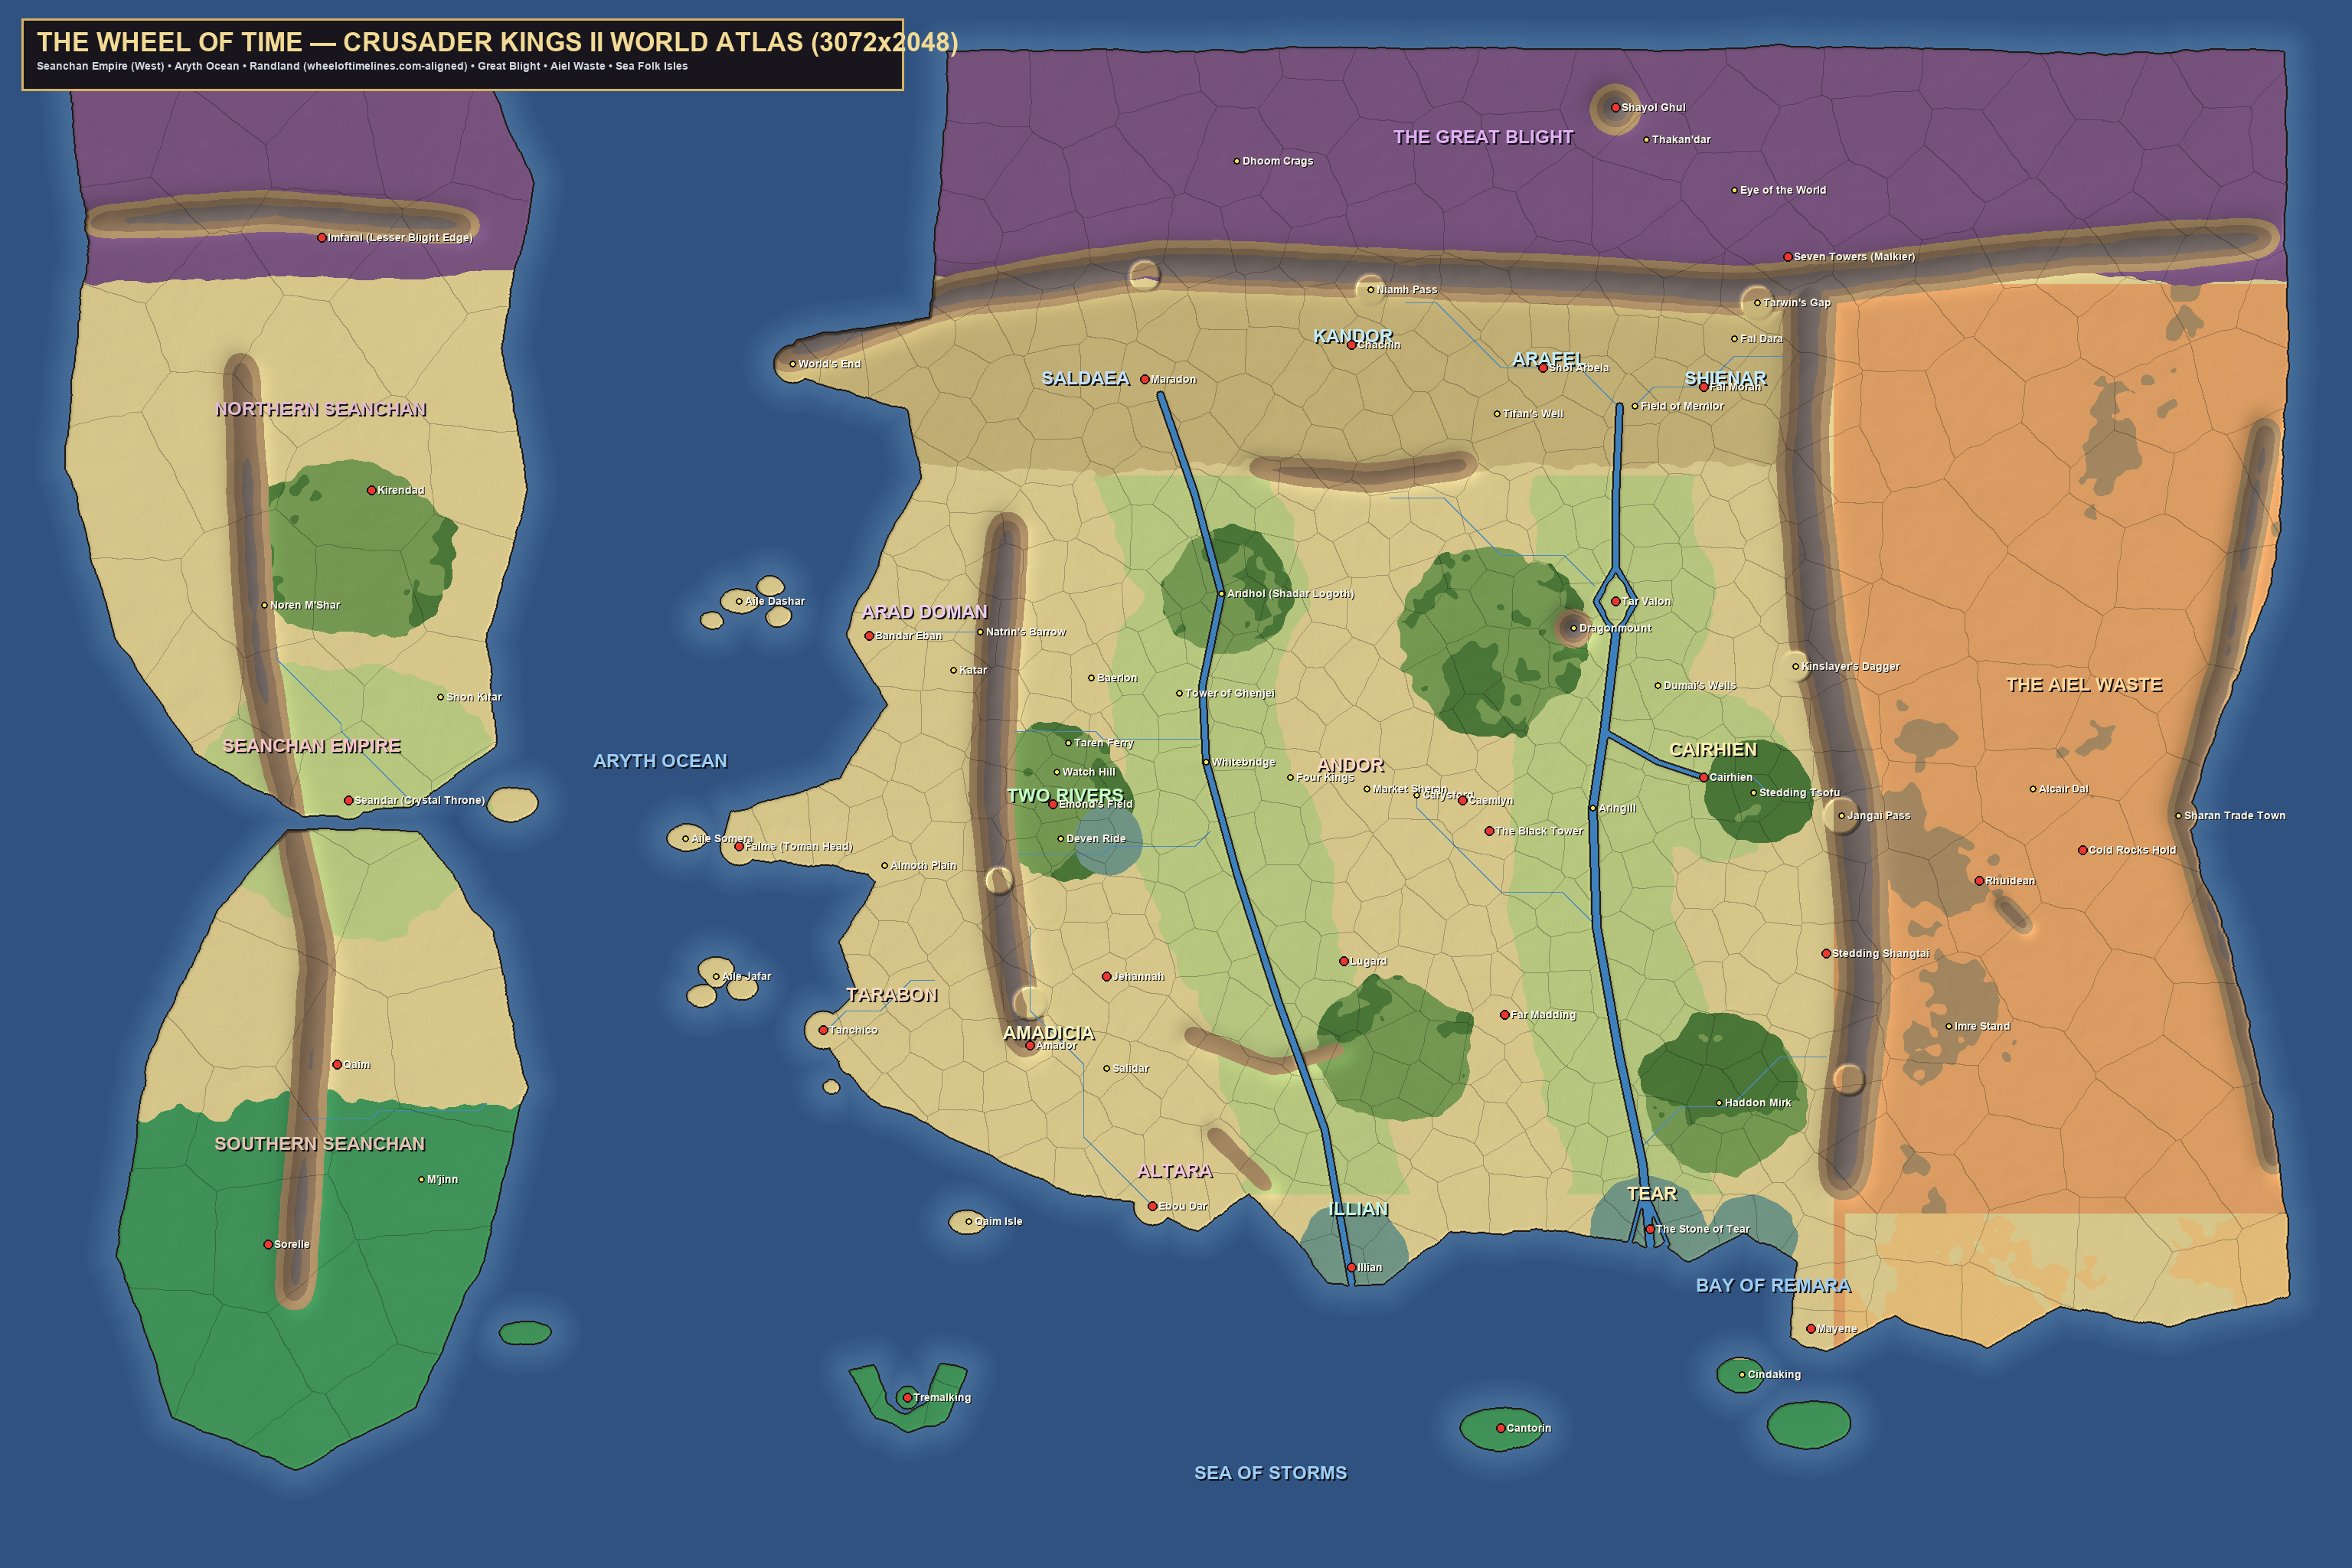 THE WHEEL OF TIME — CRUSADER KINGS II WORLD ATLAS (3072x2048)
Seanchan Empire (West) • Aryth Ocean • Randland (wheeloftimelines.com-aligned) • Great Blight • Aiel Waste • Sea Folk Isles
Shayol Ghul
THE GREAT BLIGHT
Thakan'dar
Dhoom Crags
Eye of the World
Imfaral (Lesser Blight Edge)
Seven Towers (Malkier)
Niamh Pass
Tarwin's Gap
KANDOR
Chachin
Fal Dara
World's End
ARAFEL
Shol Arbela
SALDAEA
Maradon
SHIENAR
Fal Moran
NORTHERN SEANCHAN
Tifan's Well
Field of Merrilor
Kirendad
Noren M'Shar
Aile Dashar
Aridhol (Shadar Logoth)
Tar Valon
ARAD DOMAN
Bandar Eban
Natrin's Barrow
Dragonmount
Katar
Baerlon
Kinslayer's Dagger
THE AIEL WASTE
Shon Kifar
Tower of Ghenjei
Dumai's Wells
SEANCHAN EMPIRE
Taren Ferry
CAIRHIEN
ARYTH OCEAN
Whitebridge
ANDOR
Watch Hill
Four Kings
Cairhien
Market Sheran
Carysford
Stedding Tsofu
Alcair Dal
TWO RIVERS
Emond's Field
Seandar (Crystal Throne)
Caemlyn
Aringill
Jangai Pass
Sharan Trade Town
Aile Somera
Falme (Toman Head)
Deven Ride
The Black Tower
Cold Rocks Hold
Almoth Plain
Rhuidean
Lugard
Stedding Shangtai
Aile Jafar
Jehannah
TARABON
Tanchico
Far Madding
Imre Stand
AMADICIA
Amador
Qaim
Salidar
Haddon Mirk
SOUTHERN SEANCHAN
M'jinn
ALTARA
Ebou Dar
TEAR
ILLIAN
Qaim Isle
The Stone of Tear
Sorelle
Illian
BAY OF REMARA
Mayene
Cindaking
Tremalking
Cantorin
SEA OF STORMS